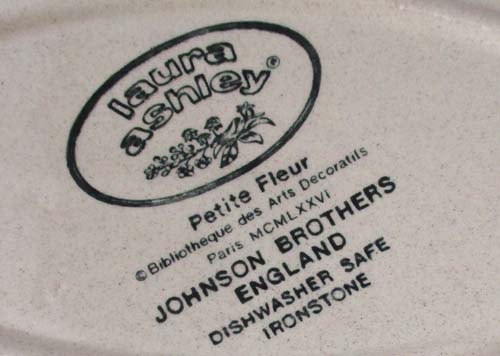 laura
ashley®
Petite Fleur
©Bibliotheque des Arts Decoratifs
Paris MCMLXXVI
JOHNSON BROTHERS
ENGLAND
DISHWASHER SAFE
IRONSTONE